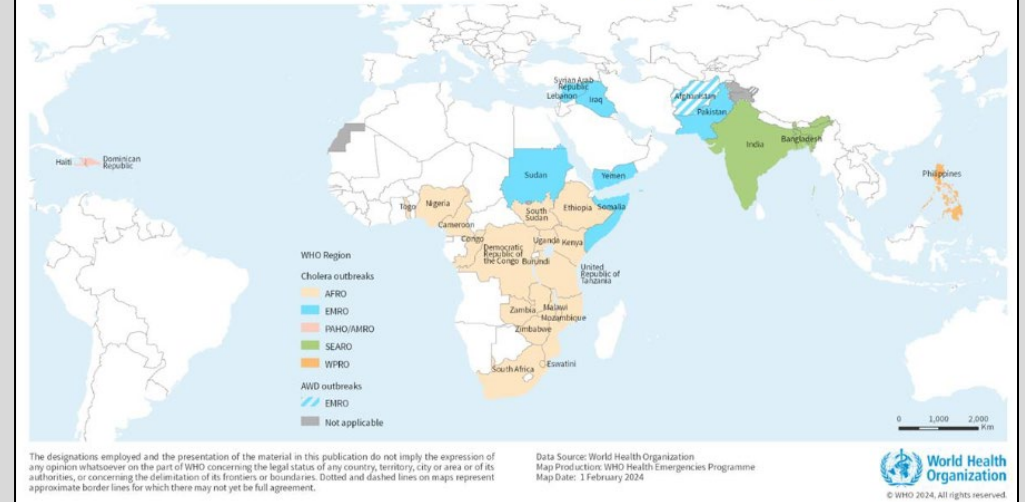 Syrian Arab
Republic
Lebanon
Iraq
Afghanistan
Pakistan
Haiti
Dominican
Republic
India
Bangladesh
Sudan
Yemen
Philippines
Togo
Nigeria
South
Sudan
Ethiopia
Somalia
Cameroon
Congo
Democratic
Republic of
the Congo
Uganda
Kenya
Burundi
United
Republic of
Tanzania
Zambia
Malawi
Mozambique
Zimbabwe
South Africa
Eswatini
WHO Region
Cholera outbreaks
AFRO
EMRO
PAHO/AMRO
SEARO
WPRO
AWD outbreaks
EMRO
Not applicable
0 1,000 2,000
Km
The designations employed and the presentation of the material in this publication do not imply the expression of
any opinion whatsoever on the part of WHO concerning the legal status of any country, territory, city or area or of its
authorities, or concerning the delimitation of its frontiers or boundaries. Dotted and dashed lines on maps represent
approximate border lines for which there may not yet be full agreement.
Data Source: World Health Organization
Map Production: WHO Health Emergencies Programme
Map Date: 1 February 2024
World Health
Organization
© WHO 2024, All rights reserved.